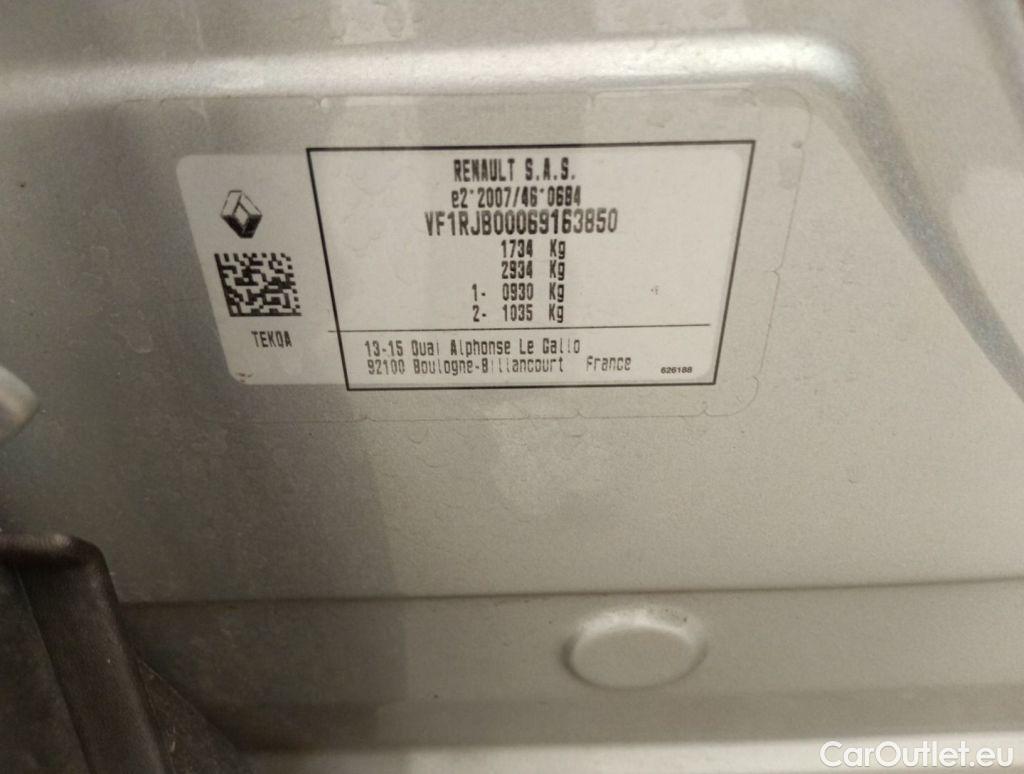 RENAULT S.A.S.
e2*2007/46*0684
VF1RJB00069163850
1734 Kg
2934 Kg
1- 0930 Kg
2- 1035 Kg
TEKQA
13-15 Quai Alphonse Le Gallo
92100 Boulogne-Billancourt France
626188
CarOutlet.eu